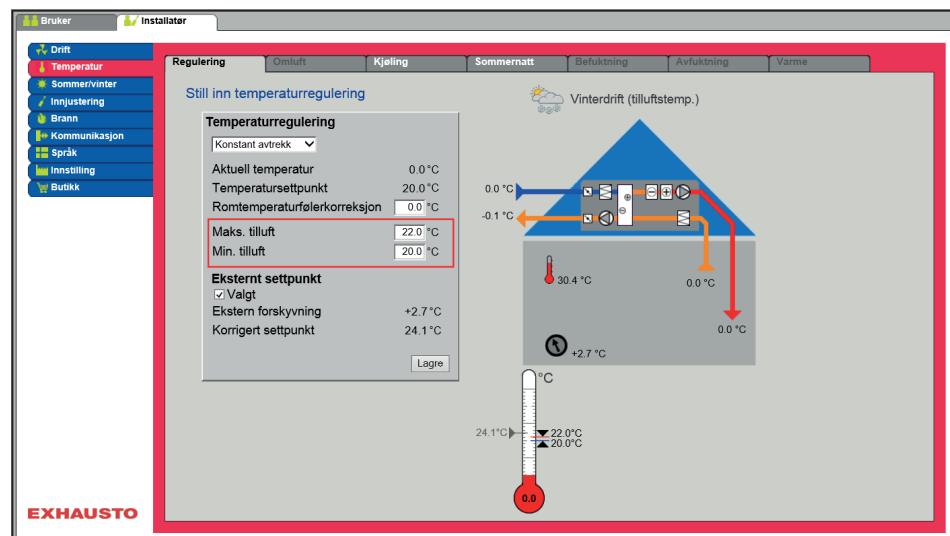 Bruker
Installatør
Drift
Temperatur
Sommer/vinter
Innjustering
Brann
Kommunikasjon
Språk
Innstilling
Butikk
EXHAUSTO
Regulering
Omluft
Kjøling
Sommernatt
Befuktning
Avfuktning
Varme
Still inn temperaturregulering
Temperaturregulering
Konstant avtrekk
Aktuell temperatur 0.0°C
Temperatursettpunkt 20.0°C
Romtemperaturfølerkorreksjon 0.0 °C
Maks. tilluft 22.0 °C
Min. tilluft 20.0 °C
Eksternt settpunkt
Valgt
Ekstern forskyvning +2.7°C
Korrigert settpunkt 24.1°C
Lagre
Vinterdrift (tilluftstemp.)
0.0 °C
-0.1 °C
30.4 °C
0.0 °C
0.0 °C
+2.7 °C
°C
24.1°C
22.0°C
20.0°C
0.0